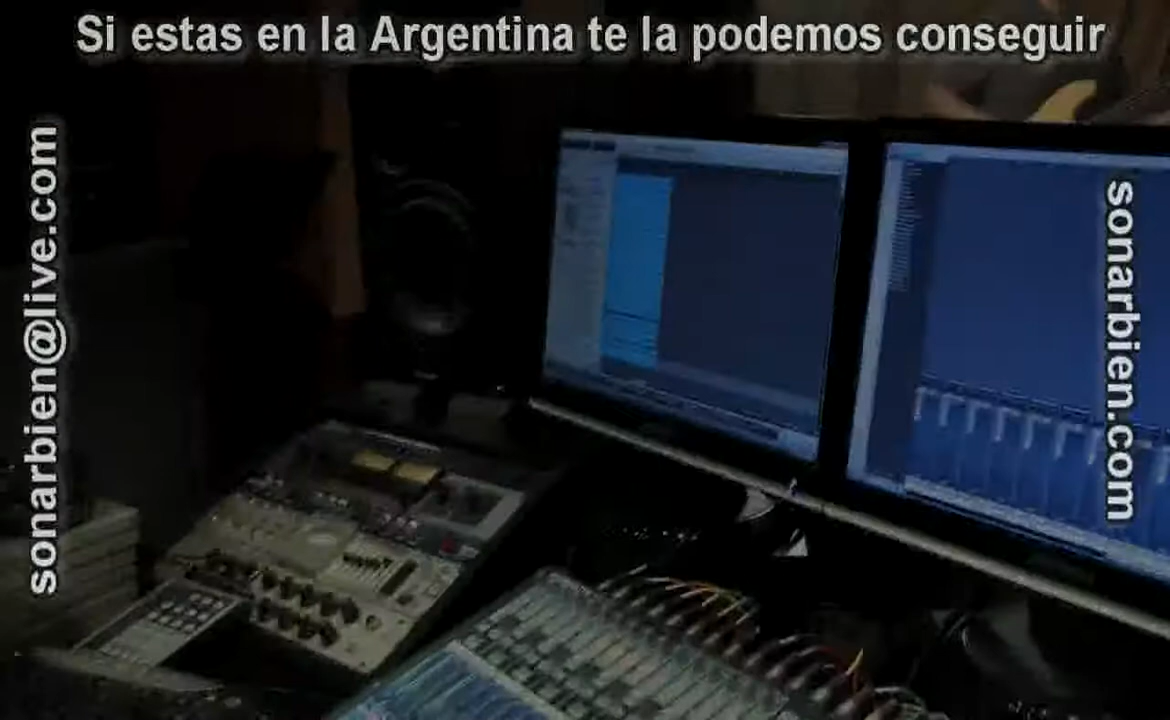 Si estas en la Argentina te la podemos conseguir
sonarbien@live.com
sonarbien.com